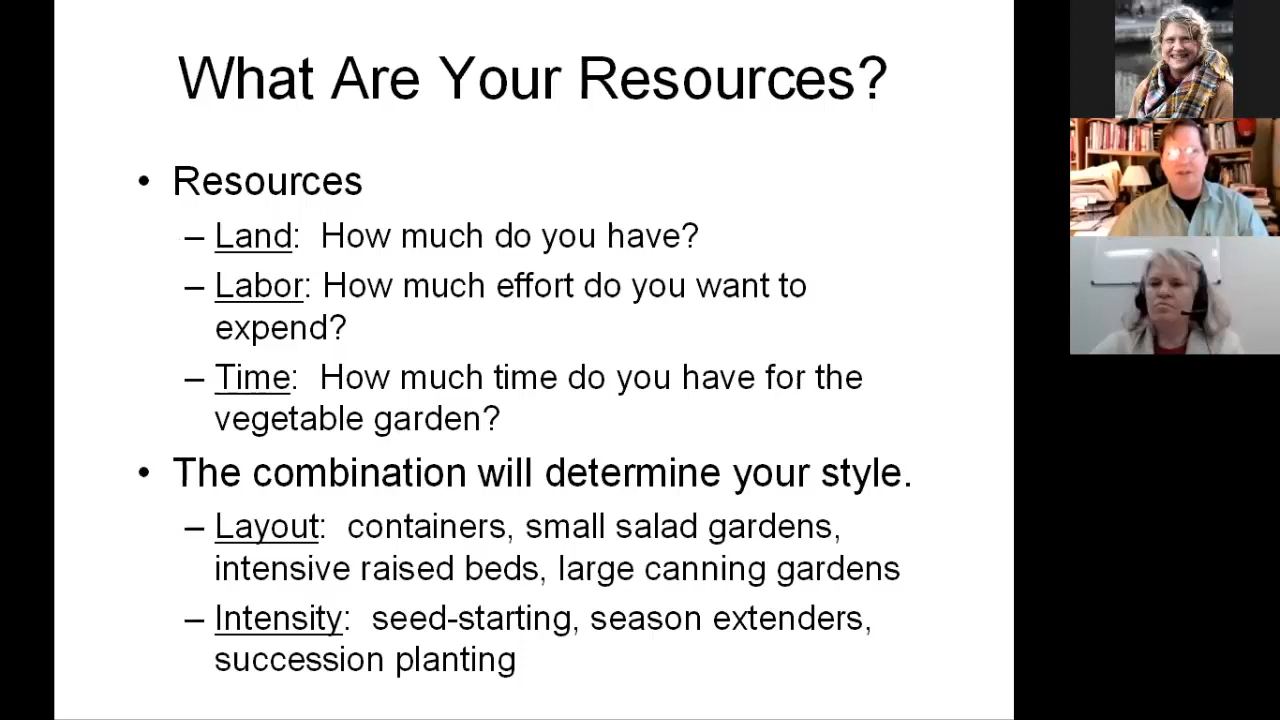 What Are Your Resources?
• Resources
– Land: How much do you have?
– Labor: How much effort do you want to
expend?
– Time: How much time do you have for the
vegetable garden?
• The combination will determine your style.
– Layout: containers, small salad gardens,
intensive raised beds, large canning gardens
– Intensity: seed-starting, season extenders,
succession planting